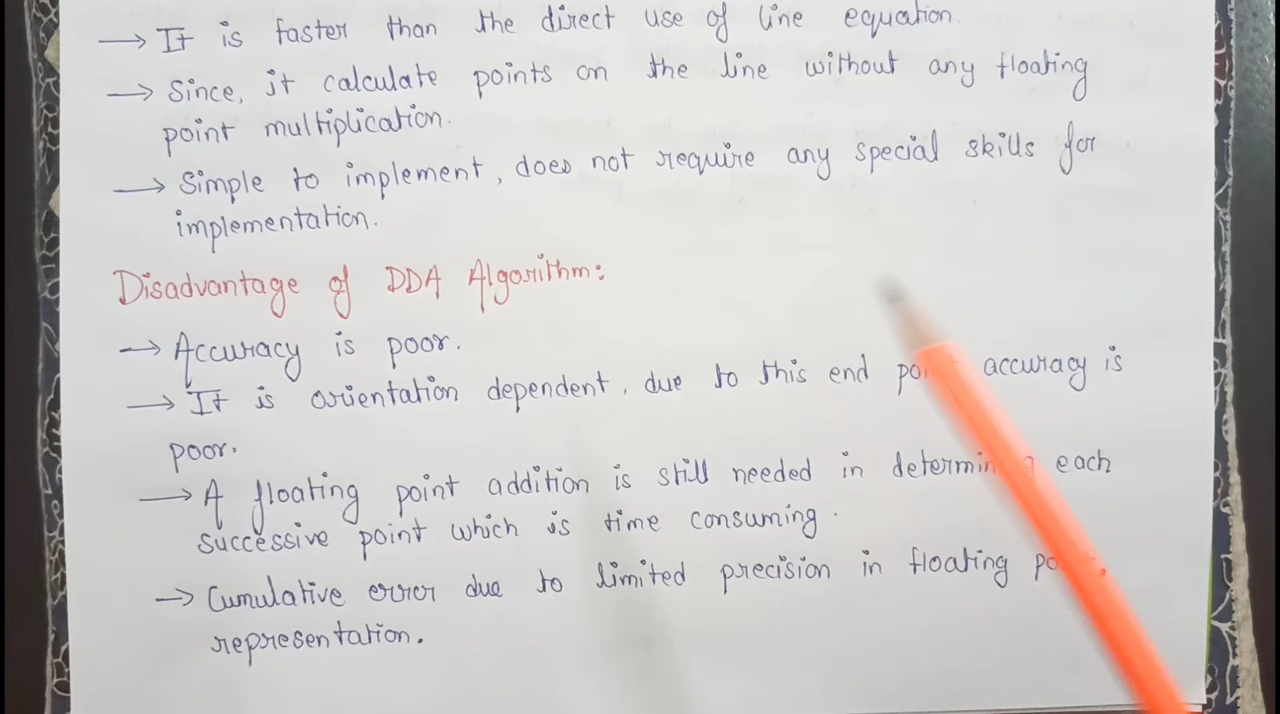 → It is faster than the direct use of line equation.
→ Since, it calculate points on the line without any floating
point multiplication.
→ Simple to implement, does not require any special skills for
implementation.
Disadvantage of DDA Algorithm:
→ Accuracy is poor.
→ It is orientation dependent, due to this end point accuracy is
poor.
→ A floating point addition is still needed in determining each
successive point which is time consuming.
→ Cumulative error due to limited precision in floating point
representation.